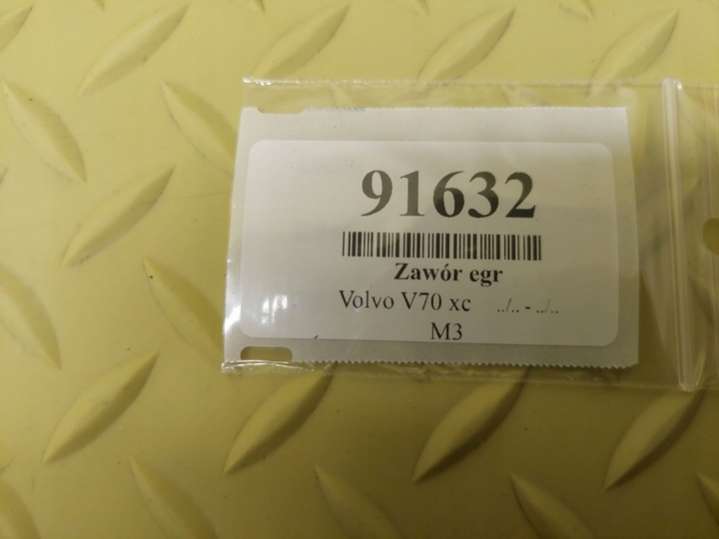 91632
Zawór egr
Volvo V70 xc ../.. - ../..
M3